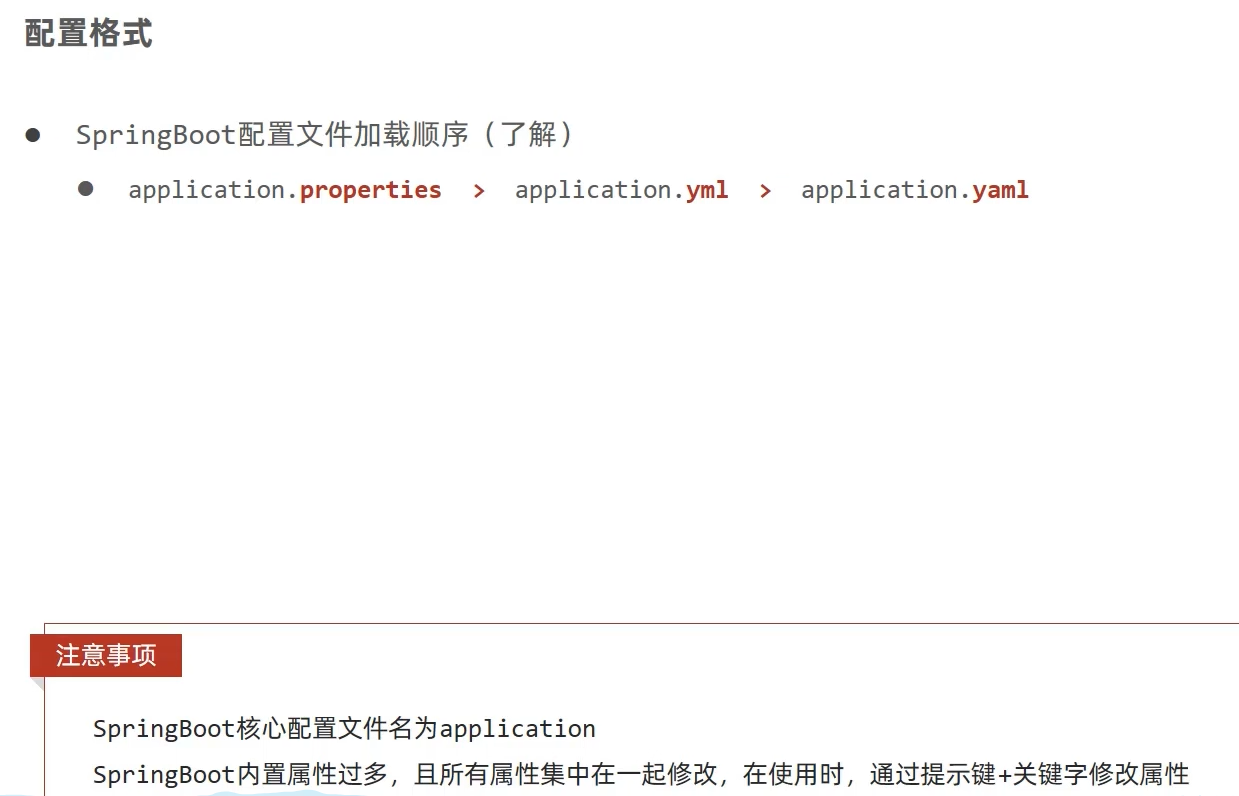 配置格式
SpringBoot配置文件加载顺序（了解）
application.properties > application.yml > application.yaml
注意事项
SpringBoot核心配置文件名为application
SpringBoot内置属性过多，且所有属性集中在一起修改，在使用时，通过提示键+关键字修改属性